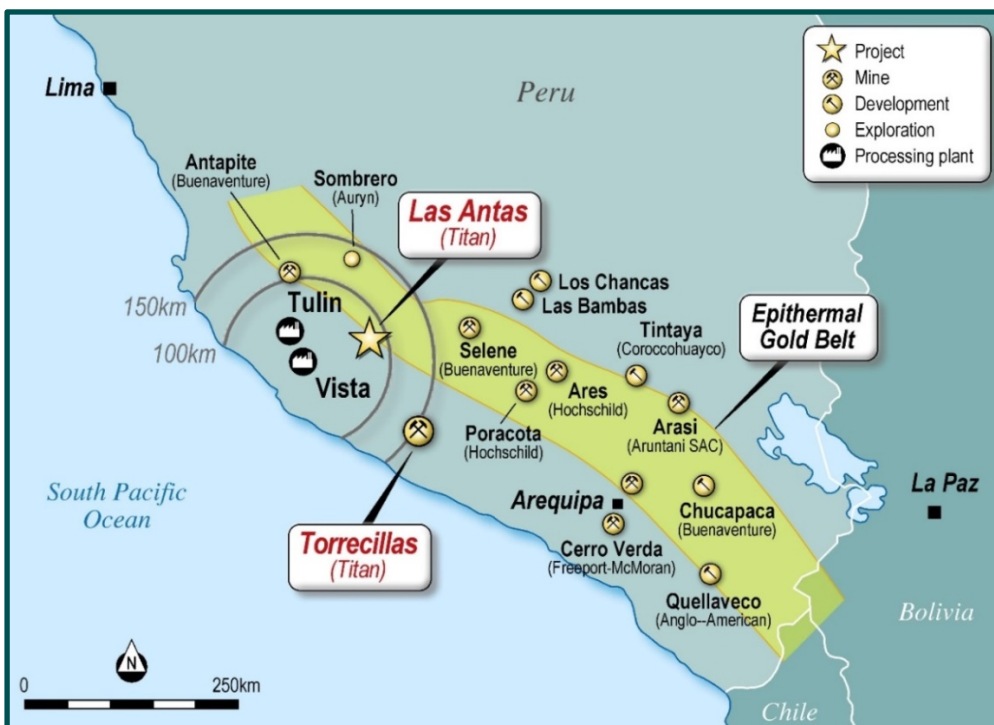 Project
Mine
Development
Exploration
Processing plant
Lima
Peru
Antapite
(Buenaventure)
Sombrero
(Auryn)
Las Antas
(Titan)
150km
100km
Tulin
Vista
Los Chancas
Las Bambas
Tintaya
(Coroccohuayco)
Epithermal
Gold Belt
Selene
(Buenaventure)
Ares
(Hochschild)
Poracota
(Hochschild)
Arasi
(Aruntani SAC)
South Pacific
Ocean
Torrecillas
(Titan)
Arequipa
Chucapaca
(Buenaventure)
La Paz
Cerro Verda
(Freeport-McMoran)
Quellaveco
(Anglo--American)
Bolivia
Chile
N
0
250km